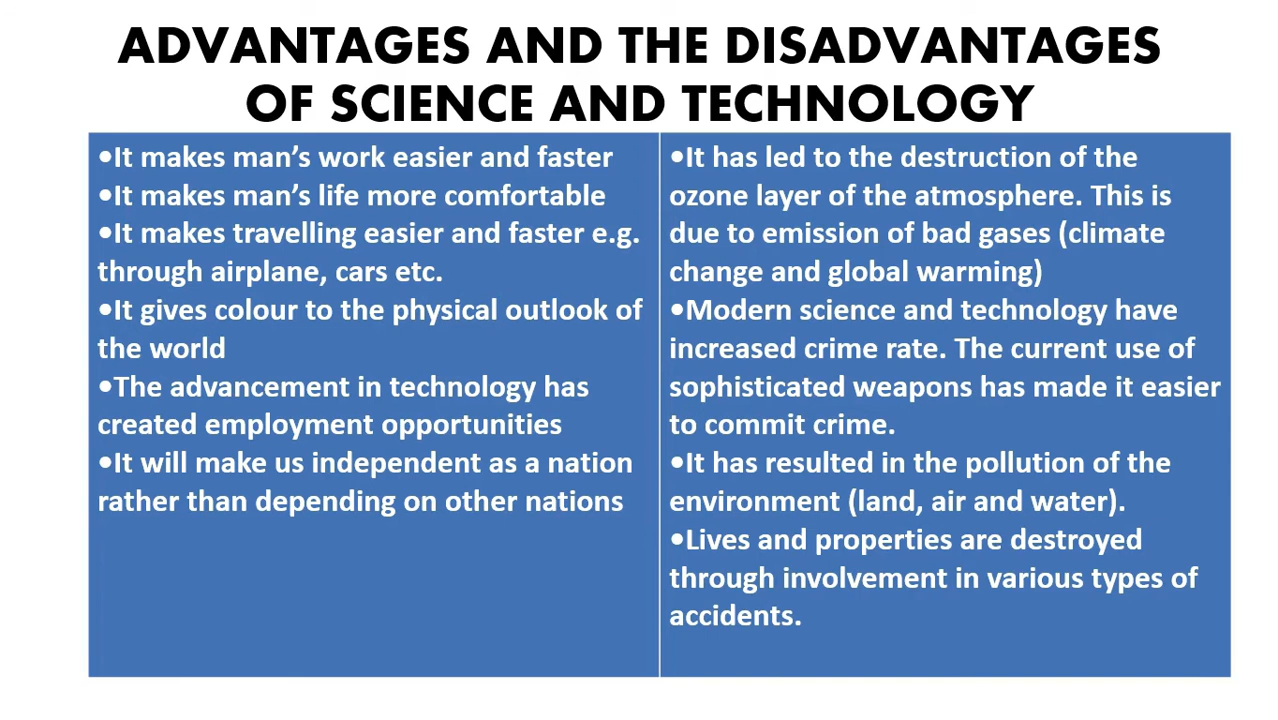 ADVANTAGES AND THE DISADVANTAGES
OF SCIENCE AND TECHNOLOGY
•It makes man's work easier and faster
•It makes man's life more comfortable
•It makes travelling easier and faster e.g.
through airplane, cars etc.
•It gives colour to the physical outlook of
the world
•The advancement in technology has
created employment opportunities
•It will make us independent as a nation
rather than depending on other nations
•It has led to the destruction of the
ozone layer of the atmosphere. This is
due to emission of bad gases (climate
change and global warming)
•Modern science and technology have
increased crime rate. The current use of
sophisticated weapons has made it easier
to commit crime.
•It has resulted in the pollution of the
environment (land, air and water).
•Lives and properties are destroyed
through involvement in various types of
accidents.